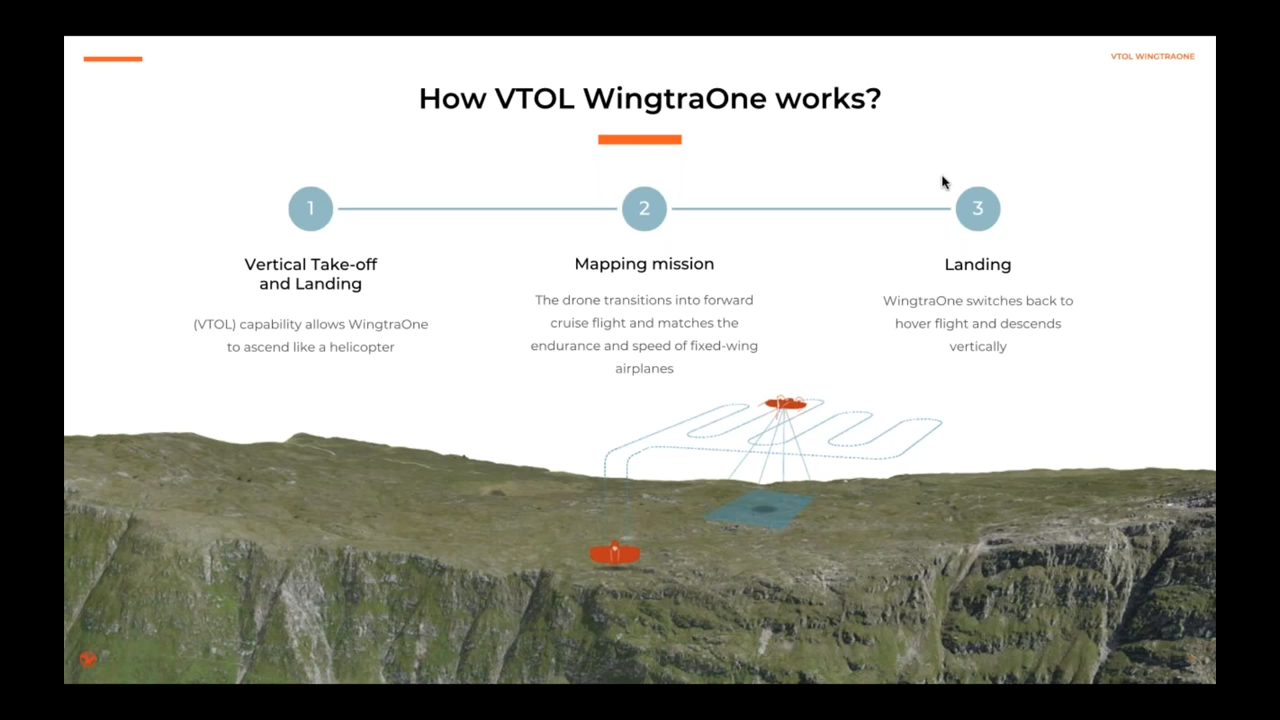 VTOL WINGTRAONE
How VTOL WingtraOne works?
1
2
3
Vertical Take-off
and Landing
(VTOL) capability allows WingtraOne
to ascend like a helicopter
Mapping mission
The drone transitions into forward
cruise flight and matches the
endurance and speed of fixed-wing
airplanes
Landing
WingtraOne switches back to
hover flight and descends
vertically